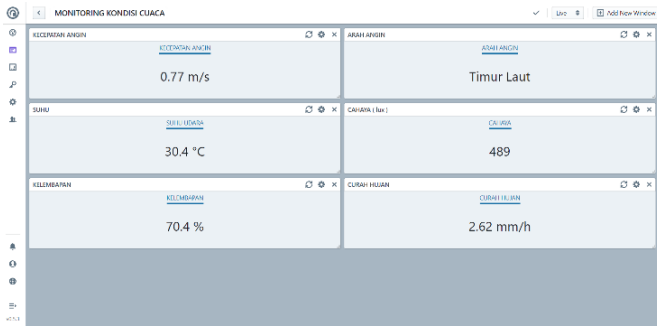 MONITORING KONDISI CUACA
Live
Add New Window
KECEPATAN ANGIN
KECEPATAN ANGIN
0.77 m/s
ARAH ANGIN
ARAH ANGIN
Timur Laut
SUHU
SUHU UDARA
30.4 °C
CAHAYA ( lux )
CAHAYA
489
KELEMBAPAN
KELEMBAPAN
70.4 %
CURAH HUJAN
CURAH HUJAN
2.62 mm/h